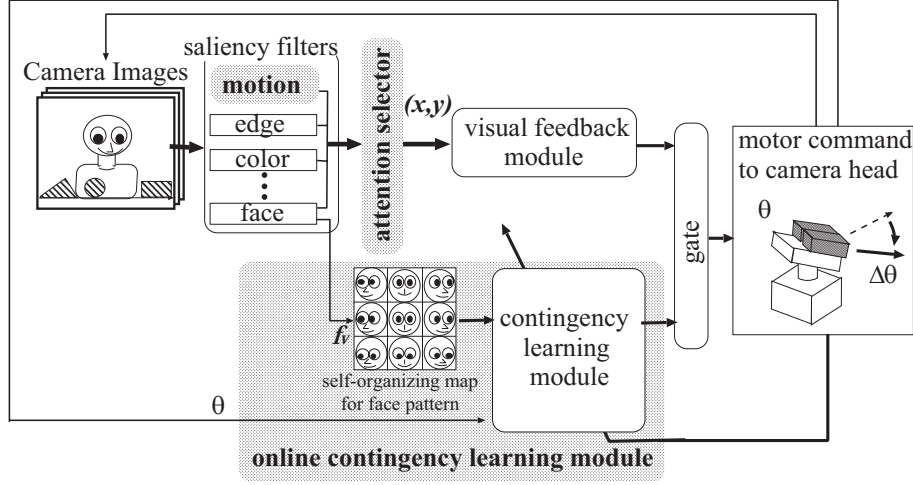 saliency filters
Camera Images
motion
edge
color
face
attention selector
(x,y)
visual feedback
module
gate
motor command
to camera head
θ
Δθ
fv
self-organizing map
for face pattern
contingency
learning
module
θ
online contingency learning module